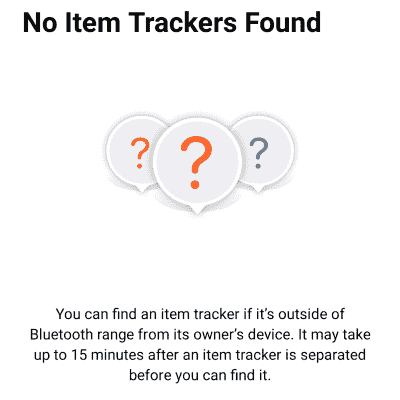 No Item Trackers Found
? ? ?
You can find an item tracker if it’s outside of
Bluetooth range from its owner’s device. It may take
up to 15 minutes after an item tracker is separated
before you can find it.